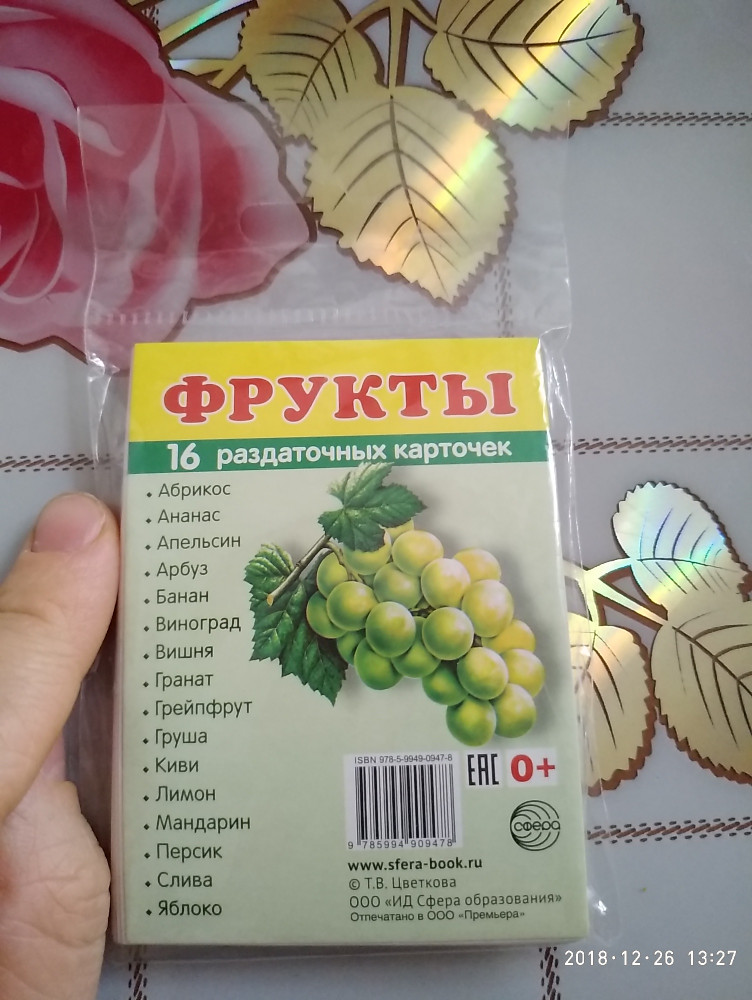 ФРУКТЫ
16 раздаточных карточек
• Абрикос
• Ананас
• Апельсин
• Арбуз
• Банан
• Виноград
• Вишня
• Гранат
• Грейпфрут
• Груша
• Киви
• Лимон
• Мандарин
• Персик
• Слива
• Яблоко
ISBN 978-5-9949-0947-8
9 785994 909478
EAC 0+
сфера
www.sfera-book.ru
© Т.В. Цветкова
ООО «ИД Сфера образования»
Отпечатано в ООО «Премьера»
2018·12·26 13:27